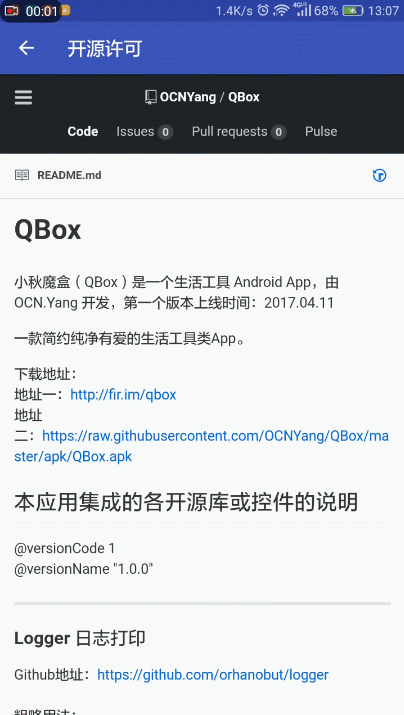 00:01 1.4K/s 4G 68% 13:07
开源许可
OCNYang / QBox
Code Issues 0 Pull requests 0 Pulse
README.md
QBox
小秋魔盒（QBox）是一个生活工具 Android App，由
OCN.Yang 开发，第一个版本上线时间：2017.04.11
一款简约纯净有爱的生活工具类App。
下载地址：
地址一：http://fir.im/qbox
地址
二：https://raw.githubusercontent.com/OCNYang/QBox/ma
ster/apk/QBox.apk
本应用集成的各开源库或控件的说明
@versionCode 1
@versionName "1.0.0"
Logger 日志打印
Github地址：https://github.com/orhanobut/logger
粗略用法：